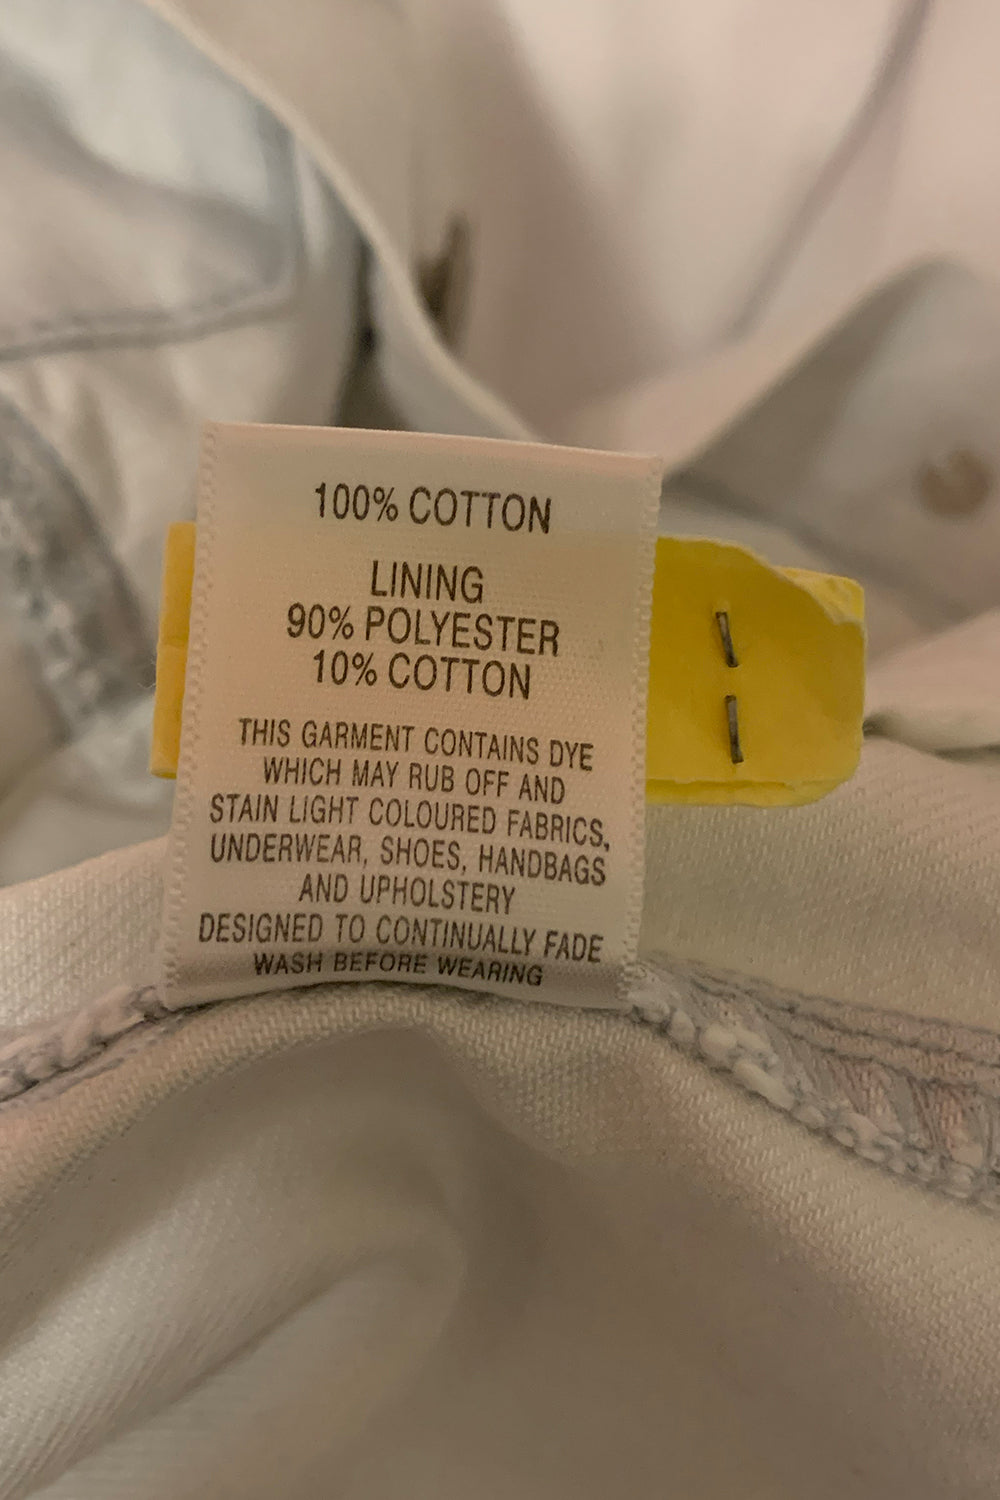 100% COTTON
LINING
90% POLYESTER
10% COTTON
THIS GARMENT CONTAINS DYE
WHICH MAY RUB OFF AND
STAIN LIGHT COLOURED FABRICS,
UNDERWEAR, SHOES, HANDBAGS
AND UPHOLSTERY
DESIGNED TO CONTINUALLY FADE
WASH BEFORE WEARING